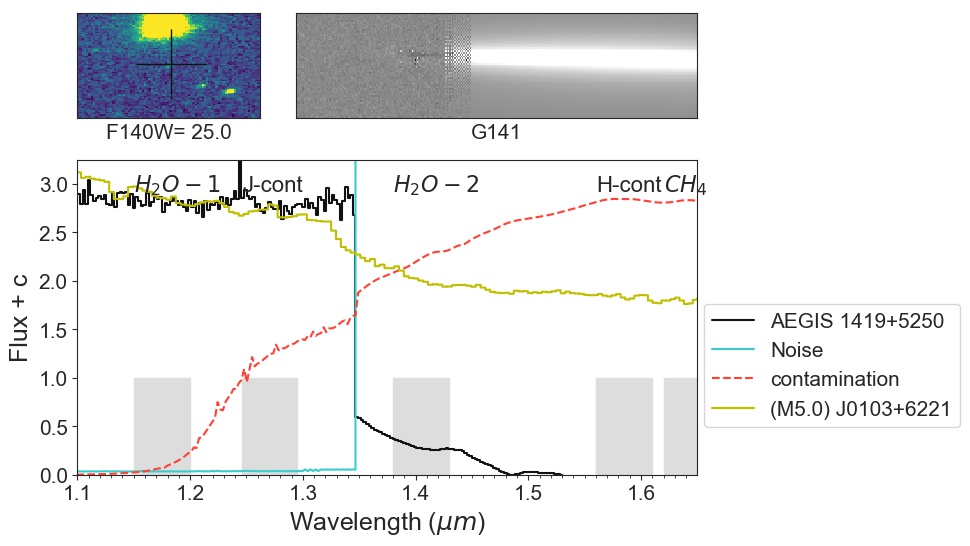 F140W= 25.0
G141
H₂O − 1
J-cont
H₂O − 2
H-cont
CH₄
3.0
2.5
2.0
1.5
1.0
0.5
0.0
Flux + c
1.1
1.2
1.3
1.4
1.5
1.6
Wavelength (μm)
AEGIS 1419+5250
Noise
contamination
(M5.0) J0103+6221